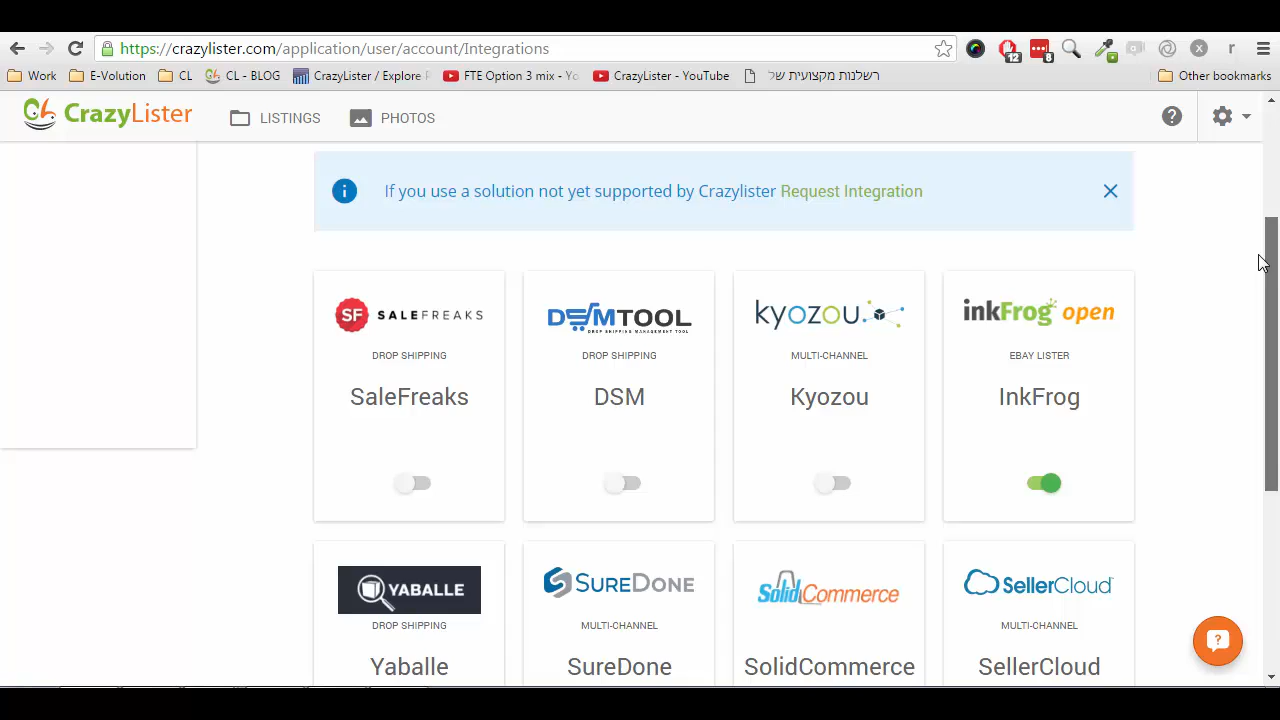 https://crazylister.com/application/user/account/Integrations
12
8
r
Work
E-Volution
CL
CL - BLOG
CrazyLister / Explore
FTE Option 3 mix - Yo
CrazyLister - YouTube
רשלנות מקצועית של
Other bookmarks
CrazyLister
LISTINGS
PHOTOS
If you use a solution not yet supported by Crazylister Request Integration
SF SALEFREAKS
DSMTOOL
DROP SHIPPING MANAGEMENT TOOL
kyozou
inkFrog open
DROP SHIPPING
DROP SHIPPING
MULTI-CHANNEL
EBAY LISTER
SaleFreaks
DSM
Kyozou
InkFrog
YABALLE
SUREDONE
SolidCommerce
SellerCloud
DROP SHIPPING
MULTI-CHANNEL
MULTI-CHANNEL
Yaballe
SureDone
SolidCommerce
SellerCloud